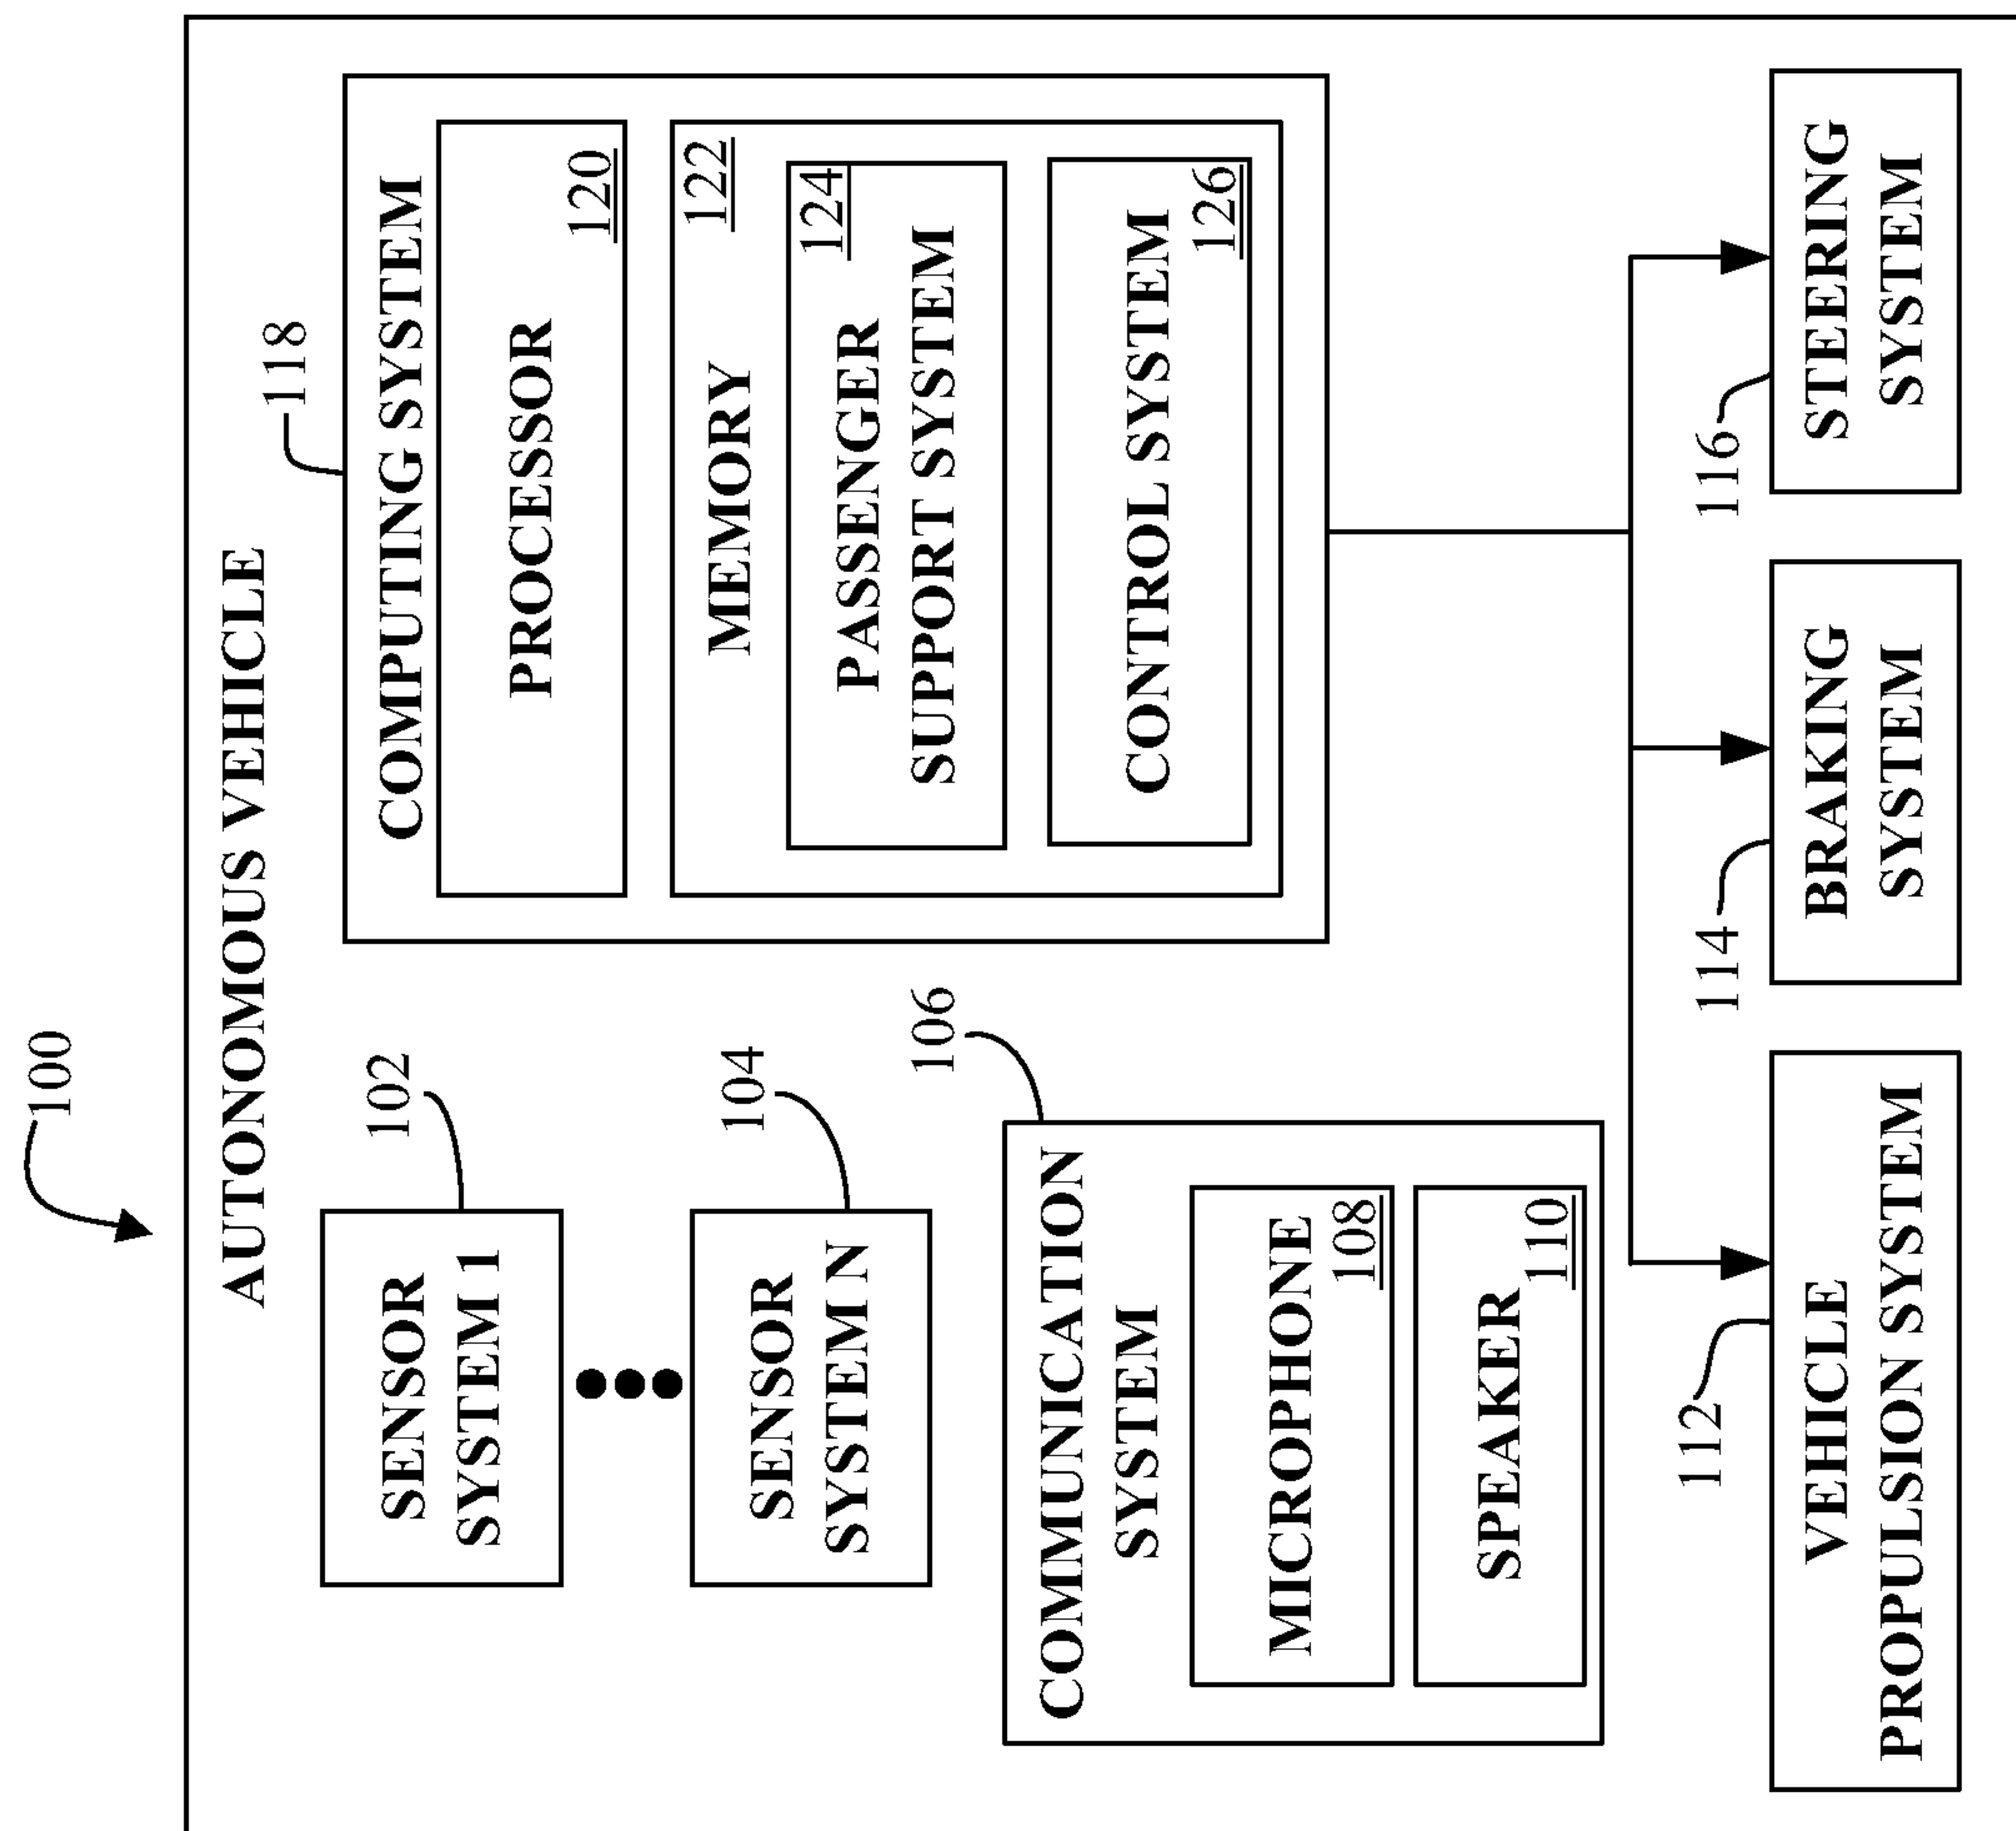 100
AUTONOMOUS VEHICLE
102
SENSOR
SYSTEM 1
104
SENSOR
SYSTEM N
106
COMMUNICATION
SYSTEM
MICROPHONE
108
SPEAKER
110
118
COMPUTING SYSTEM
PROCESSOR
120
MEMORY
122
124
PASSENGER
SUPPORT SYSTEM
CONTROL SYSTEM
126
112
VEHICLE
PROPULSION SYSTEM
114
BRAKING
SYSTEM
116
STEERING
SYSTEM